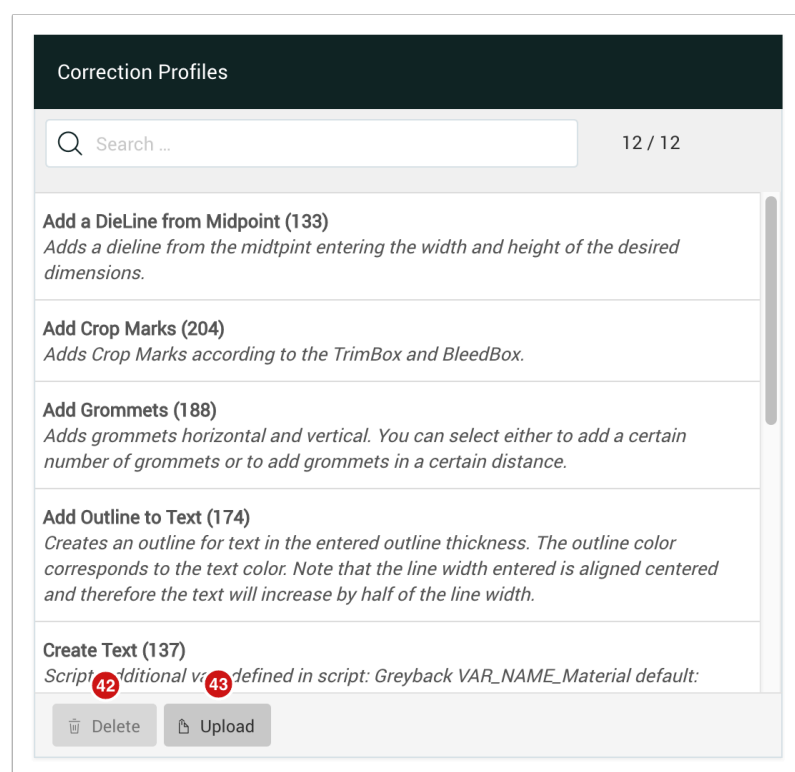 Correction Profiles
Search ...
12 / 12
Add a DieLine from Midpoint (133)
Adds a dieline from the midtpint entering the width and height of the desired
dimensions.
Add Crop Marks (204)
Adds Crop Marks according to the TrimBox and BleedBox.
Add Grommets (188)
Adds grommets horizontal and vertical. You can select either to add a certain
number of grommets or to add grommets in a certain distance.
Add Outline to Text (174)
Creates an outline for text in the entered outline thickness. The outline color
corresponds to the text color. Note that the line width entered is aligned centered
and therefore the text will increase by half of the line width.
Create Text (137)
defined in script: Greyback VAR_NAME_Material default:
42
43
Delete
Upload